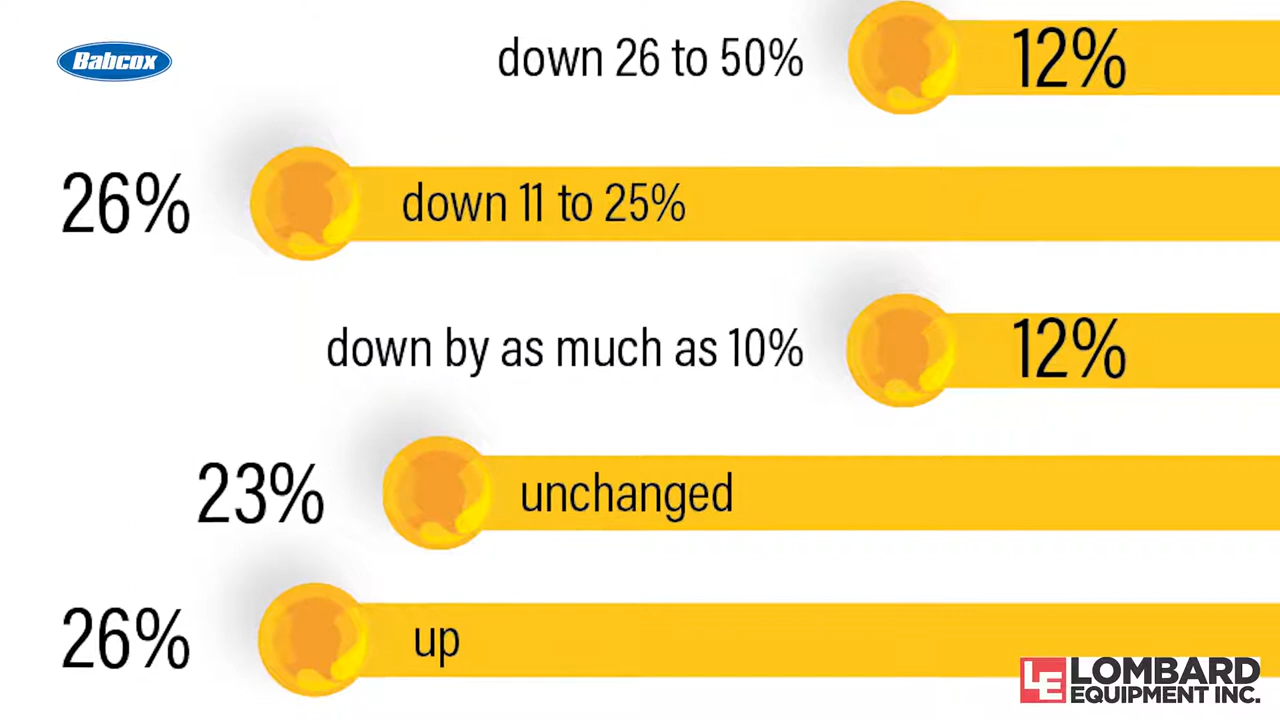 Babcox
down 26 to 50% 12%
26% down 11 to 25%
down by as much as 10% 12%
23% unchanged
26% up
LE LOMBARD
EQUIPMENT INC.